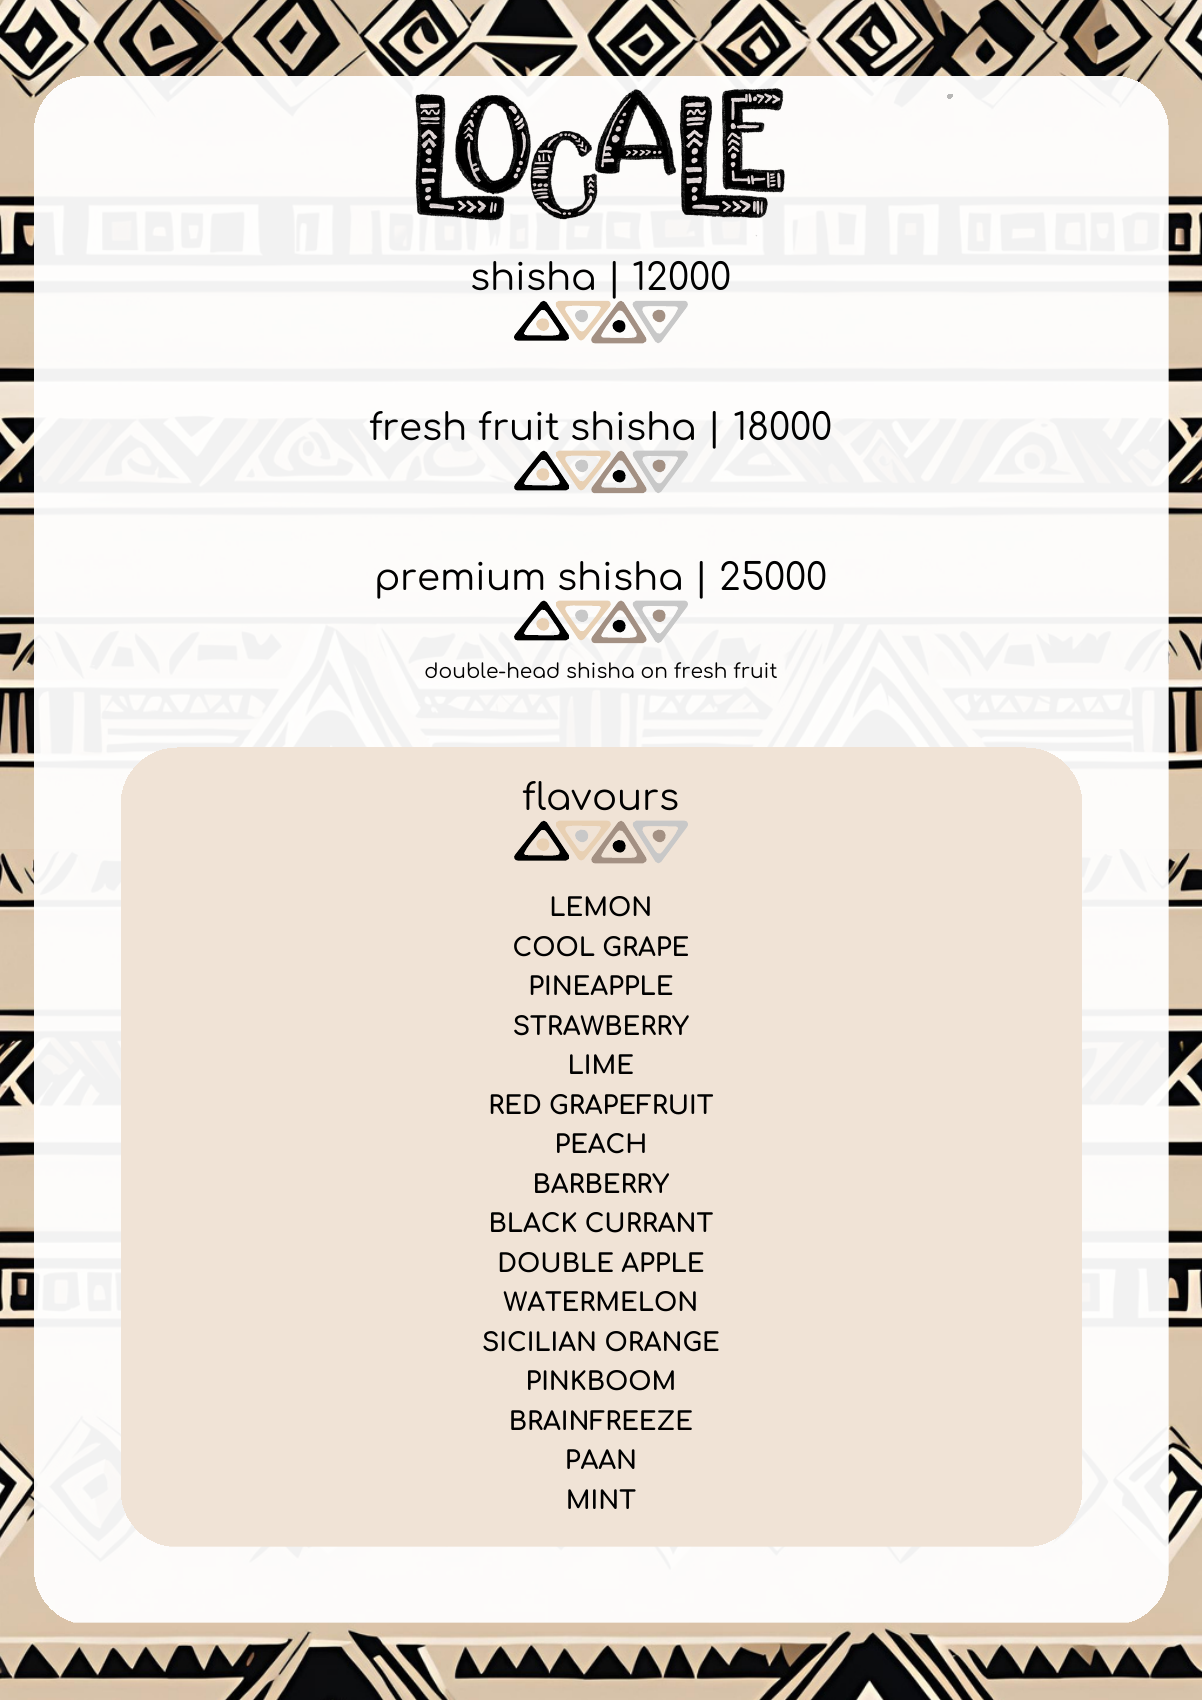 LOCALE
shisha | 12000
fresh fruit shisha | 18000
premium shisha | 25000
double-head shisha on fresh fruit
flavours
LEMON
COOL GRAPE
PINEAPPLE
STRAWBERRY
LIME
RED GRAPEFRUIT
PEACH
BARBERRY
BLACK CURRANT
DOUBLE APPLE
WATERMELON
SICILIAN ORANGE
PINKBOOM
BRAINFREEZE
PAAN
MINT